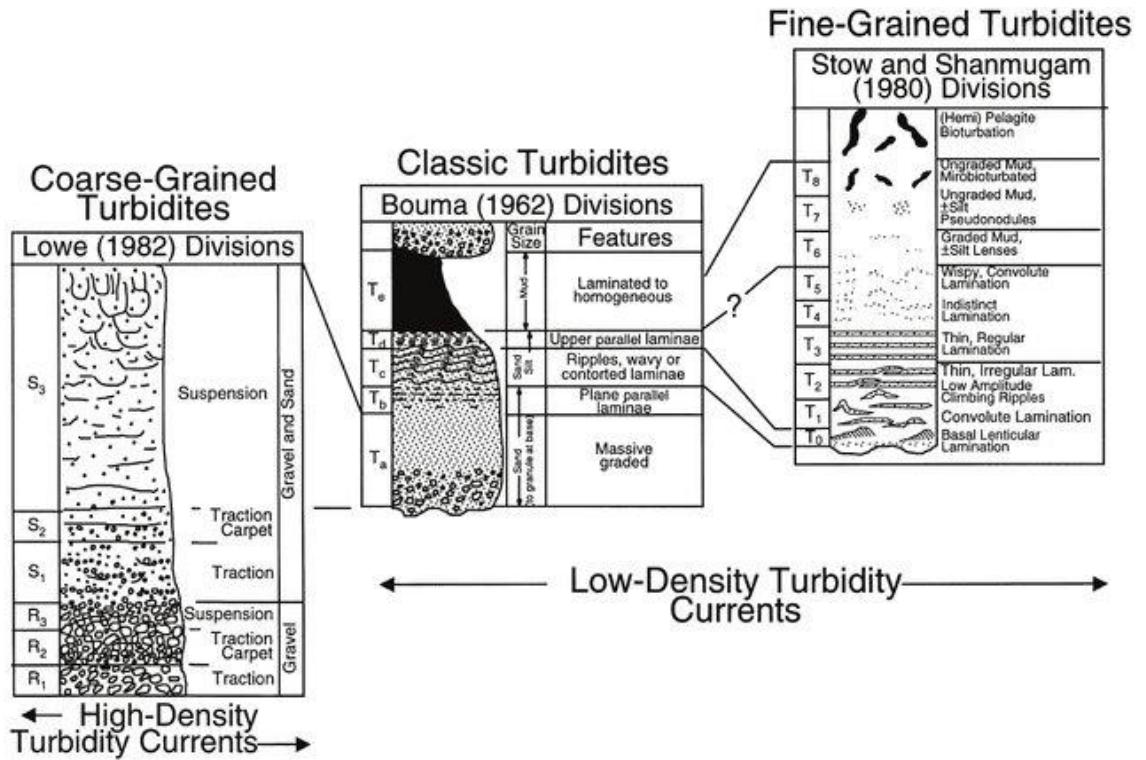 Coarse-Grained
Turbidites
Lowe (1982) Divisions
S3
Suspension
S2
Traction
Carpet
S1
Traction
Gravel and Sand
R3
Suspension
R2
Traction
Carpet
R1
Traction
Gravel
High-Density
Turbidity Currents
Classic Turbidites
Bouma (1962) Divisions
Grain
Size
Features
Te
Mud
Laminated to
homogeneous
Td
Upper parallel laminae
Tc
Sand
Silt
Ripples, wavy or
contorted laminae
Tb
Plane parallel
laminae
Ta
Sand
(to granule at base)
Massive
graded
?
Low-Density Turbidity
Currents
Fine-Grained Turbidites
Stow and Shanmugam
(1980) Divisions
(Hemi) Pelagite
Bioturbation
T8
Ungraded Mud,
Mirobioturbated
T7
Ungraded Mud,
±Silt
Pseudonodules
T6
Graded Mud,
±Silt Lenses
T5
Wispy, Convolute
Lamination
T4
Indistinct
Lamination
T3
Thin, Regular
Lamination
T2
Thin, Irregular Lam.
Low Amplitude
Climbing Ripples
T1
Convolute Lamination
T0
Basal Lenticular
Lamination